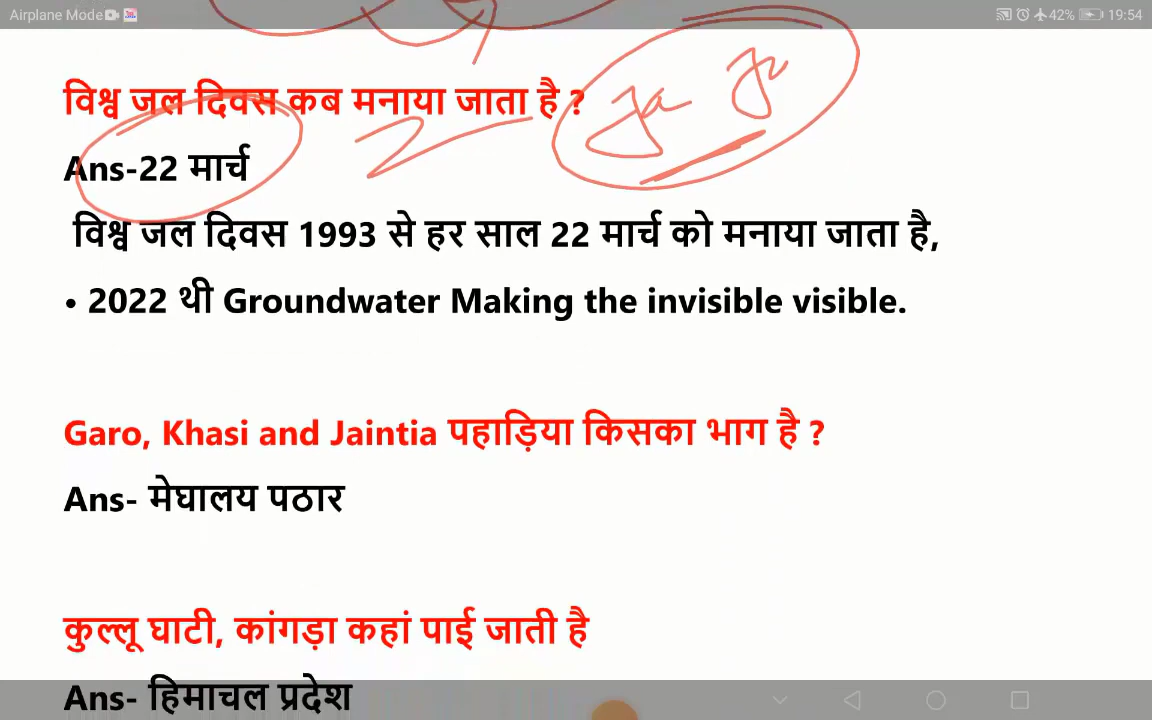 Airplane Mode
42% 19:54
विश्व जल दिवस कब मनाया जाता है ?
Ans-22 मार्च
विश्व जल दिवस 1993 से हर साल 22 मार्च को मनाया जाता है,
• 2022 थी Groundwater Making the invisible visible.
Garo, Khasi and Jaintia पहाड़िया किसका भाग है ?
Ans- मेघालय पठार
कुल्लू घाटी, कांगड़ा कहां पाई जाती है
Ans- हिमाचल प्रदेश